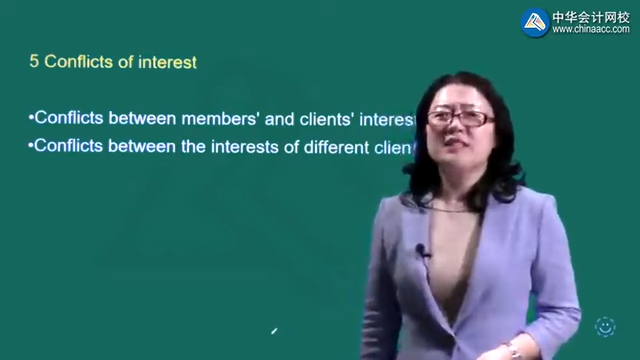 中华会计网校
www.chinaacc.com
5 Conflicts of interest
•Conflicts between members' and clients' interest
•Conflicts between the interests of different clien